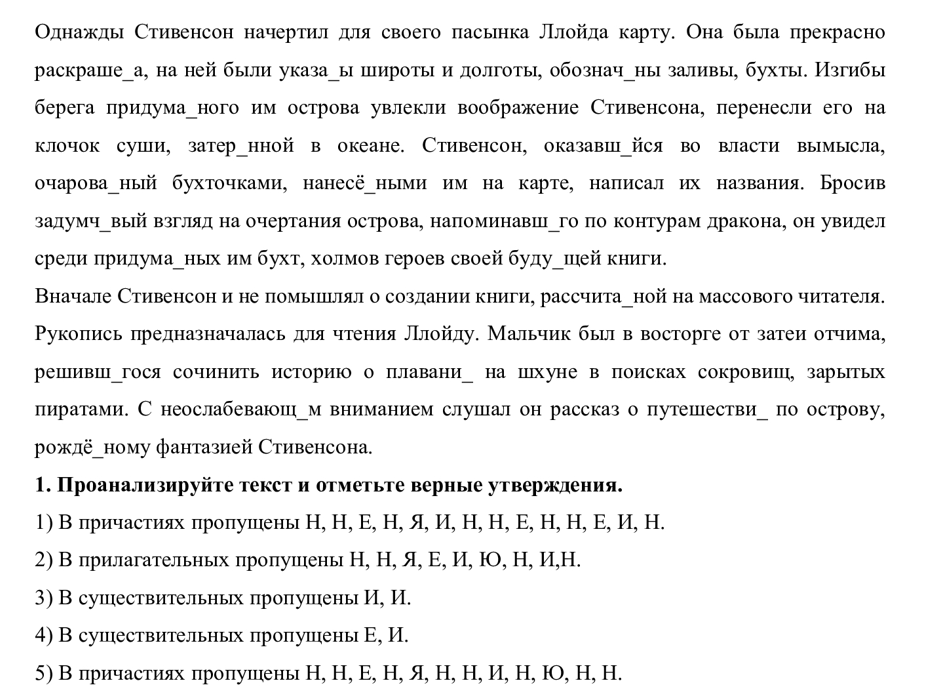 Однажды Стивенсон начертил для своего пасынка Ллойда карту. Она была прекрасно
раскраше_а, на ней были указа_ы широты и долготы, обознач_ны заливы, бухты. Изгибы
берега придума_ного им острова увлекли воображение Стивенсона, перенесли его на
клочок суши, затер_нной в океане. Стивенсон, оказавш_йся во власти вымысла,
очарова_ный бухточками, нанесё_ными им на карте, написал их названия. Бросив
задумч_вый взгляд на очертания острова, напоминавш_го по контурам дракона, он увидел
среди придума_ных им бухт, холмов героев своей буду_щей книги.
Вначале Стивенсон и не помышлял о создании книги, рассчита_ной на массового читателя.
Рукопись предназначалась для чтения Ллойду. Мальчик был в восторге от затеи отчима,
решивш_гося сочинить историю о плавани_ на шхуне в поисках сокровищ, зарытых
пиратами. С неослабевающ_м вниманием слушал он рассказ о путешестви_ по острову,
рождё_ному фантазией Стивенсона.
1. Проанализируйте текст и отметьте верные утверждения.
1) В причастиях пропущены Н, Н, Е, Н, Я, И, Н, Н, Е, Н, Н, Е, И, Н.
2) В прилагательных пропущены Н, Н, Я, Е, И, Ю, Н, И,Н.
3) В существительных пропущены И, И.
4) В существительных пропущены Е, И.
5) В причастиях пропущены Н, Н, Е, Н, Я, Н, Н, И, Н, Ю, Н, Н.